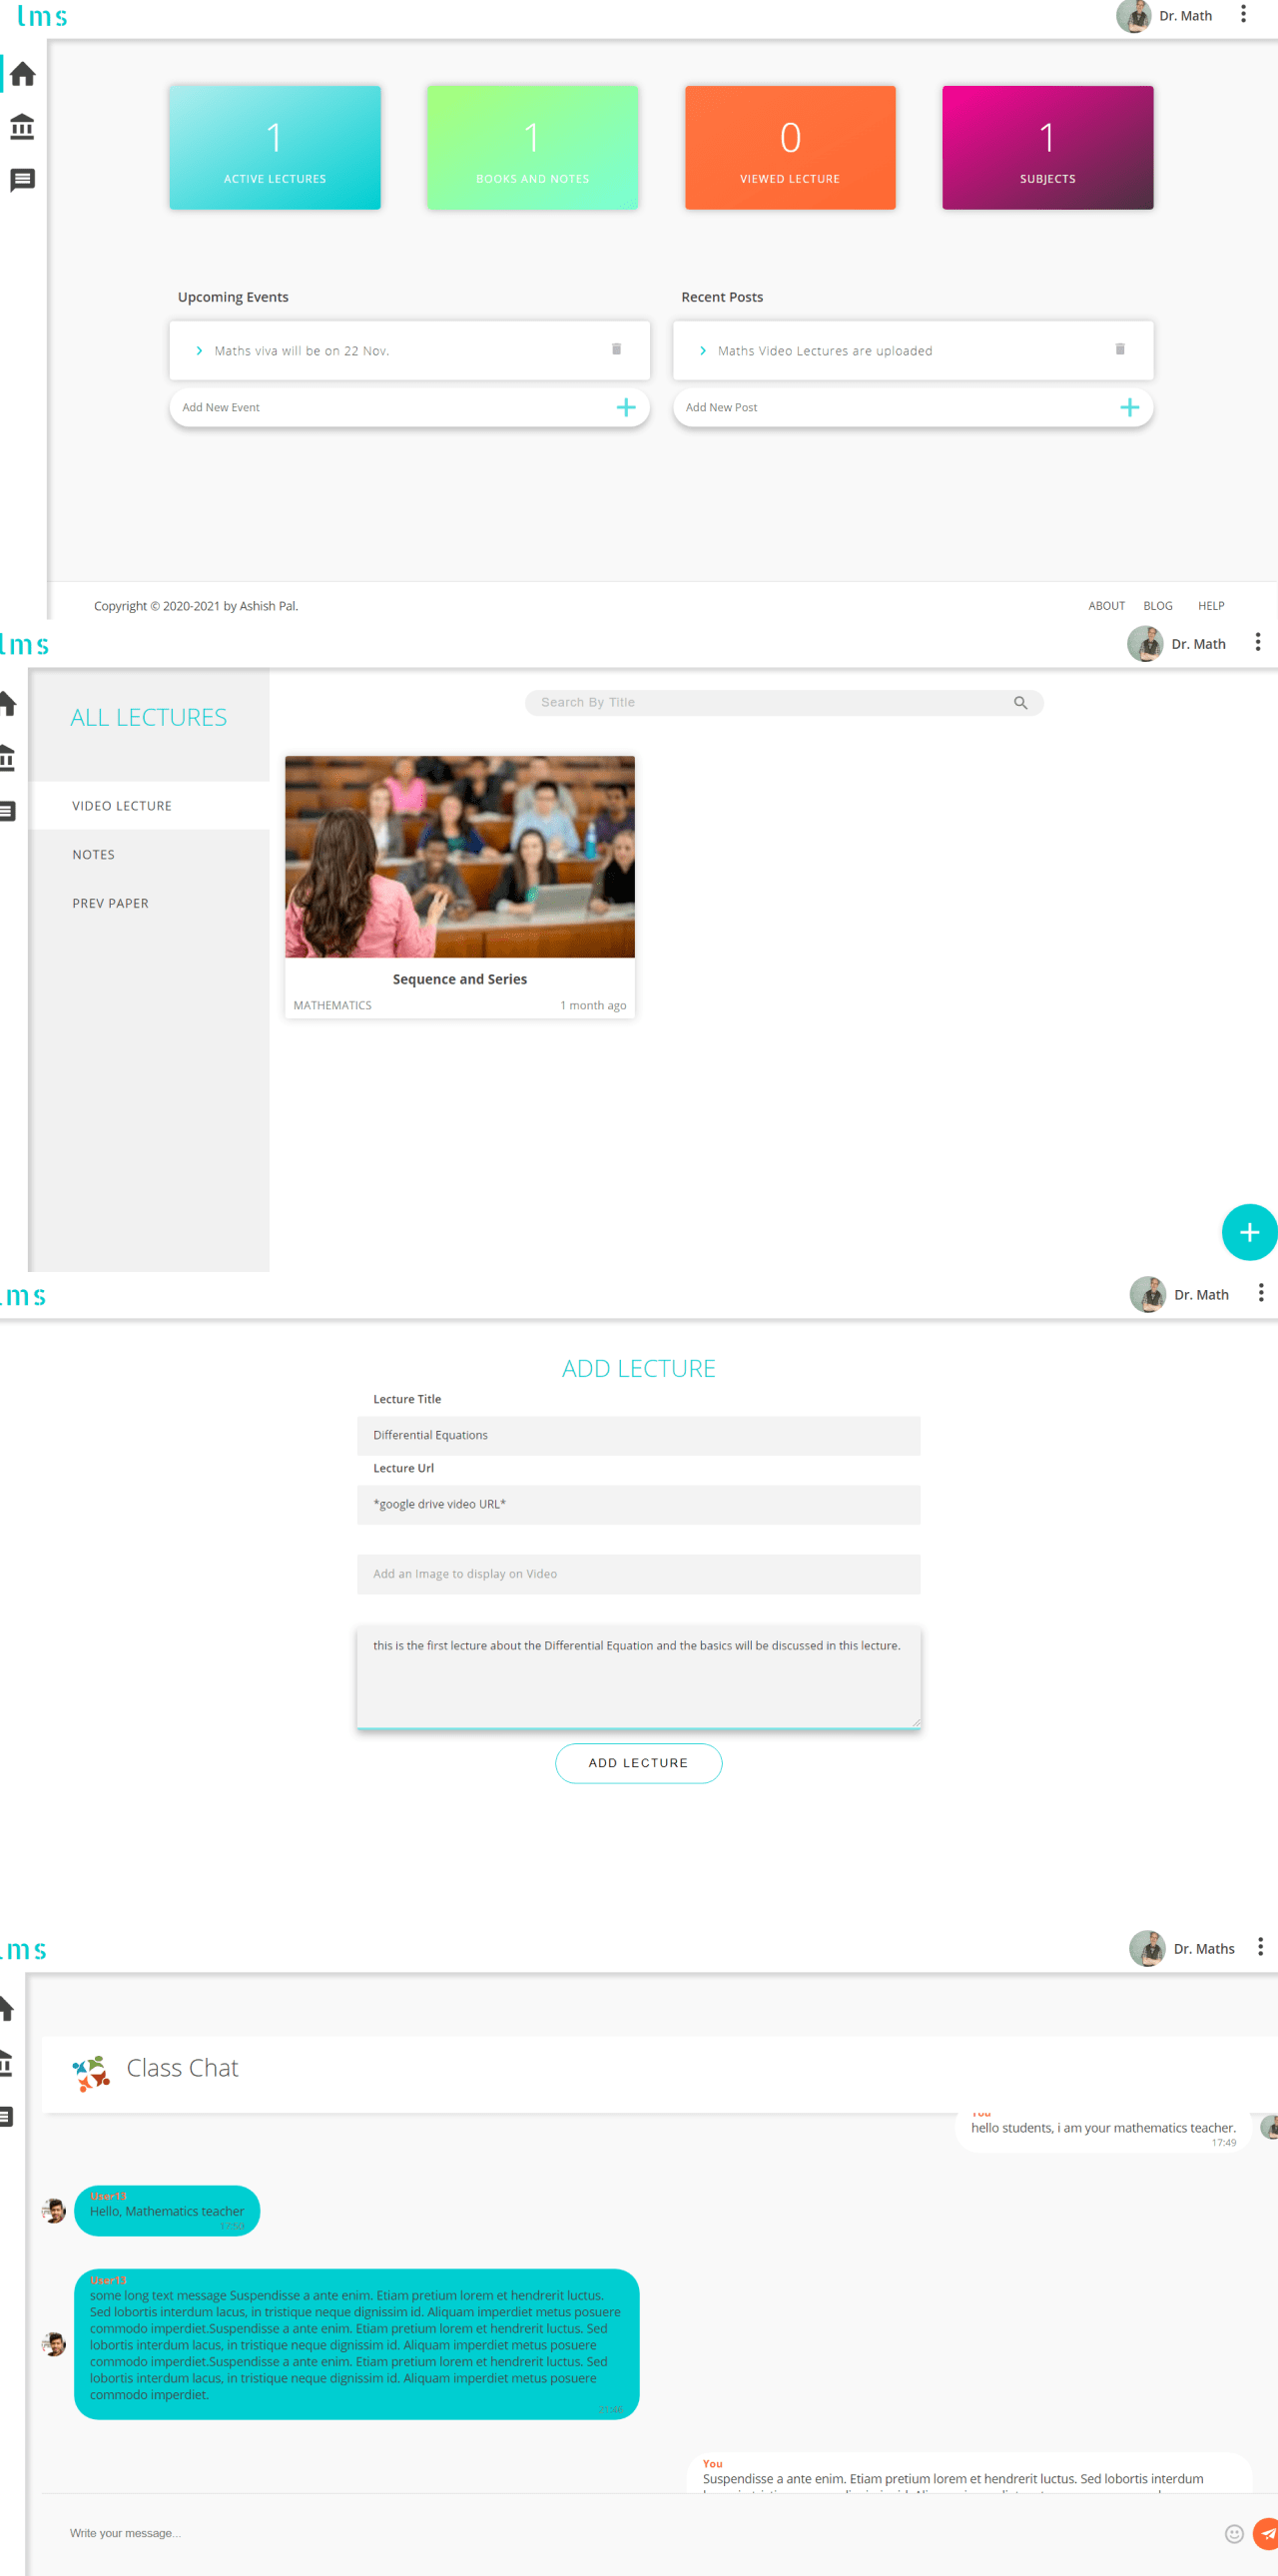 lms
Dr. Math
1
ACTIVE LECTURES
1
BOOKS AND NOTES
0
VIEWED LECTURE
1
SUBJECTS
Upcoming Events
Maths viva will be on 22 Nov.
Add New Event
Recent Posts
Maths Video Lectures are uploaded
Add New Post
Copyright © 2020-2021 by Ashish Pal.
ABOUT BLOG HELP
lms
Dr. Math
ALL LECTURES
VIDEO LECTURE
NOTES
PREV PAPER
Search By Title
Sequence and Series
MATHEMATICS 1 month ago
lms
Dr. Math
ADD LECTURE
Lecture Title
Differential Equations
Lecture Url
*google drive video URL*
Add an Image to display on Video
this is the first lecture about the Differential Equation and the basics will be discussed in this lecture.
ADD LECTURE
lms
Dr. Maths
Class Chat
You
hello students, i am your mathematics teacher.
17:49
User13
Hello, Mathematics teacher
17:50
User13
some long text message Suspendisse a ante enim. Etiam pretium lorem et hendrerit luctus.
Sed lobortis interdum lacus, in tristique neque dignissim id. Aliquam imperdiet metus posuere
commodo imperdiet.Suspendisse a ante enim. Etiam pretium lorem et hendrerit luctus. Sed
lobortis interdum lacus, in tristique neque dignissim id. Aliquam imperdiet metus posuere
commodo imperdiet.Suspendisse a ante enim. Etiam pretium lorem et hendrerit luctus. Sed
lobortis interdum lacus, in tristique neque dignissim id. Aliquam imperdiet metus posuere
commodo imperdiet.
21:46
You
Suspendisse a ante enim. Etiam pretium lorem et hendrerit luctus. Sed lobortis interdum
Write your message...